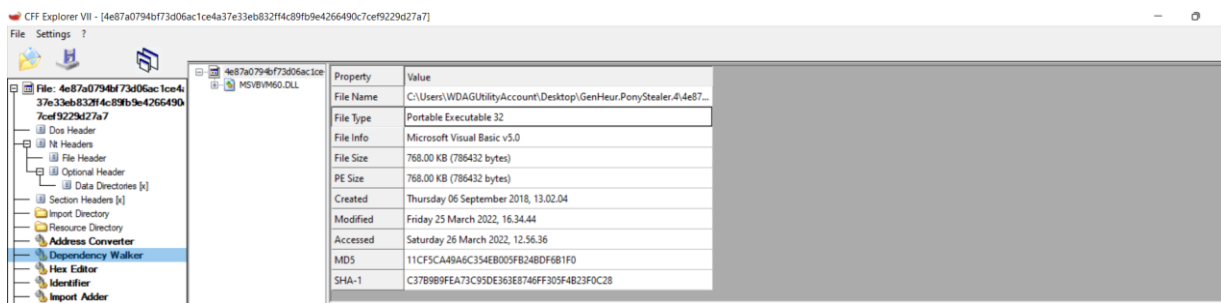 CFF Explorer VII - [4e87a0794bf73d06ac1ce4a37e33eb832ff4c89fb9e4266490c7cef9229d27a7]
File Settings ?
File: 4e87a0794bf73d06ac1ce4a
37e33eb832ff4c89fb9e4266490c
7cef9229d27a7
Dos Header
Nt Headers
File Header
Optional Header
Data Directories [x]
Section Headers [x]
Import Directory
Resource Directory
Address Converter
Dependency Walker
Hex Editor
Identifier
Import Adder
4e87a0794bf73d06ac1ce
MSVBVM60.DLL
Property Value
File Name C:\Users\WDAGUtilityAccount\Desktop\GenHeur.PonyStealer.4\4e87...
File Type Portable Executable 32
File Info Microsoft Visual Basic v5.0
File Size 768.00 KB (786432 bytes)
PE Size 768.00 KB (786432 bytes)
Created Thursday 06 September 2018, 13.02.04
Modified Friday 25 March 2022, 16.34.44
Accessed Saturday 26 March 2022, 12.56.36
MD5 11CF5CA49A6C354EB005FB24BDF6B1F0
SHA-1 C37B9B9FEA73C95DE363E8746FF305F4B23F0C28